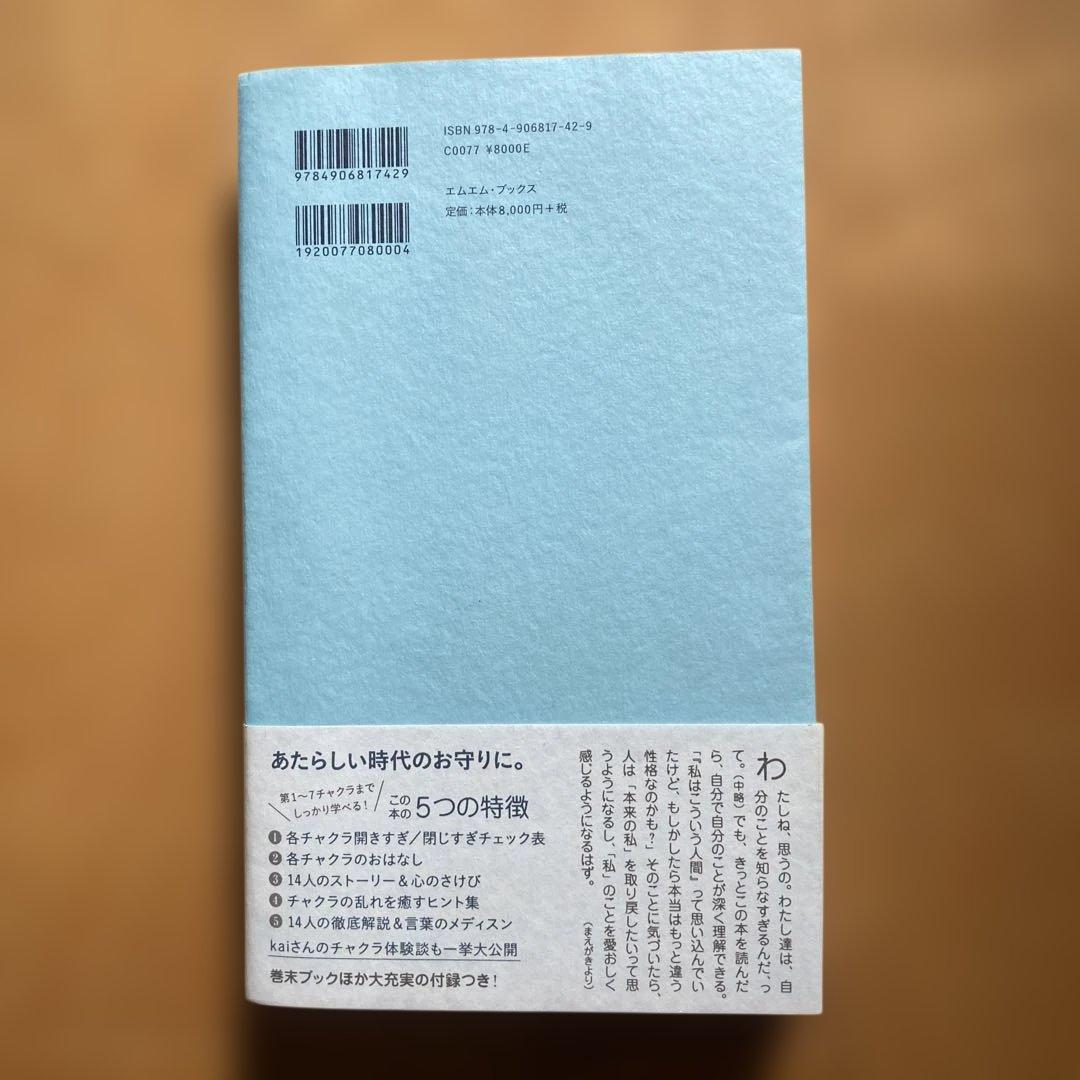 9784906817429
1920077080004
ISBN 978-4-906817-42-9
C0077 ¥8000E
エムエム・ブックス
定価：本体8,000円＋税
あたらしい時代のお守りに。
第1〜7チャクラまで
しっかり学べる！
この
本の
5つの特徴
❶ 各チャクラ開きすぎ／閉じすぎチェック表
❷ 各チャクラのおはなし
❸ 14人のストーリー＆心のさけび
❹ チャクラの乱れを癒すヒント集
❺ 14人の徹底解説＆言葉のメディスン
kaiさんのチャクラ体験談も一挙大公開
巻末ブックほか大充実の付録つき！
わたしね、思うの。わたし達は、自
分のことを知らなすぎるんだ、っ
て。（中略）でも、きっとこの本を読んだ
ら、自分で自分のことが深く理解できる。
「『私はこういう人間』って思い込んでい
たけど、もしかしたら本当はもっと違う
性格なのかも？」そのことに気づいたら、
人は「本来の私」を取り戻したいって思
うようになるし、「私」のことを愛おしく
感じるようになるはず。
（まえがきより）